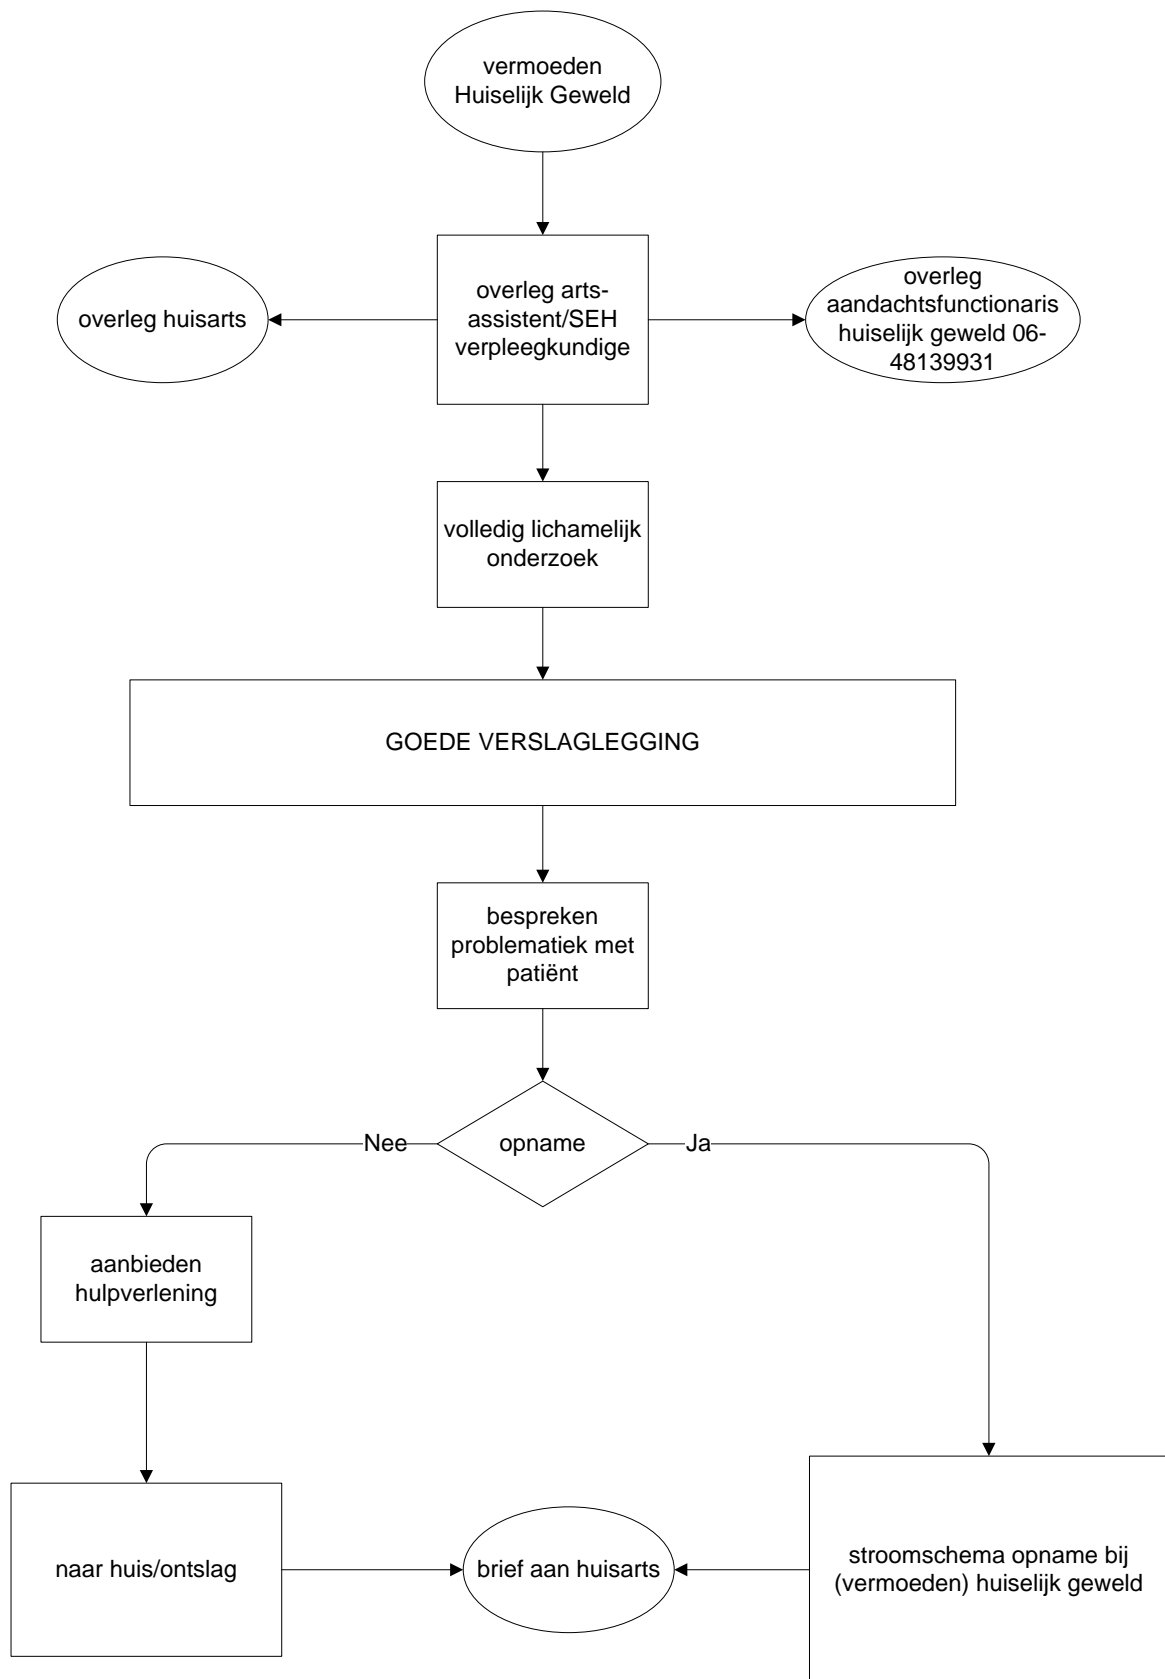 vermoeden
Huiselijk Geweld
overleg huisarts
overleg arts-
assistent/SEH
verpleegkundige
overleg
aandachtsfunctionaris
huiselijk geweld 06-
48139931
volledig lichamelijk
onderzoek
GOEDE VERSLAGLEGGING
bespreken
problematiek met
patiënt
Nee
opname
Ja
aanbieden
hulpverlening
naar huis/ontslag
brief aan huisarts
stroomschema opname bij
(vermoeden) huiselijk geweld